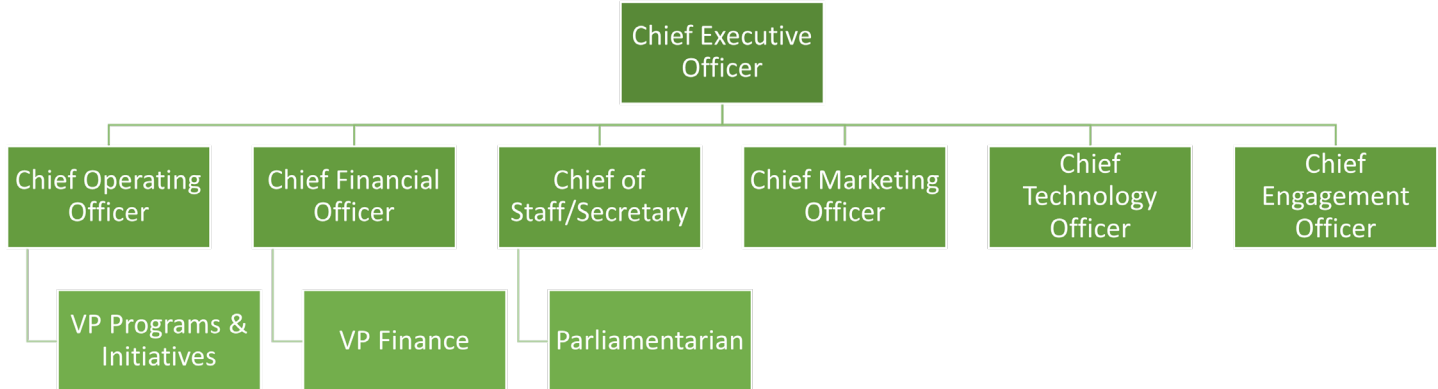 Chief Executive
Officer
Chief Operating
Officer
Chief Financial
Officer
Chief of
Staff/Secretary
Chief Marketing
Officer
Chief
Technology
Officer
Chief
Engagement
Officer
VP Programs &
Initiatives
VP Finance
Parliamentarian